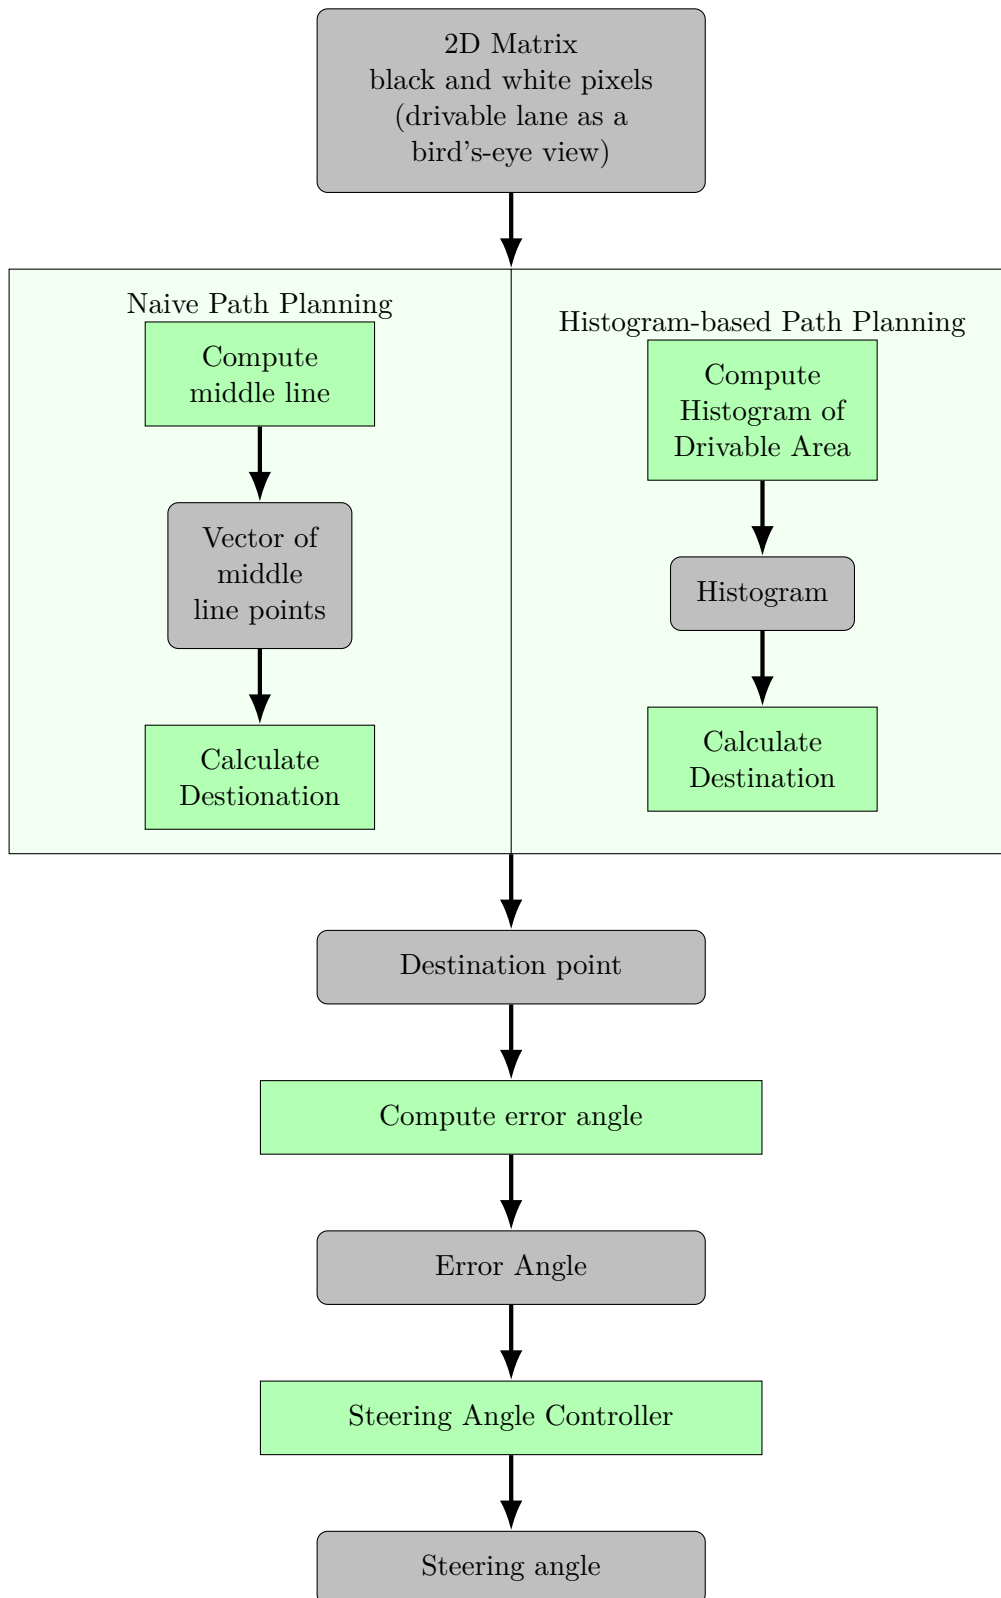 2D Matrix
black and white pixels
(drivable lane as a
bird's-eye view)
Naive Path Planning
Compute
middle line
Vector of
middle
line points
Calculate
Destionation
Histogram-based Path Planning
Compute
Histogram of
Drivable Area
Histogram
Calculate
Destination
Destination point
Compute error angle
Error Angle
Steering Angle Controller
Steering angle